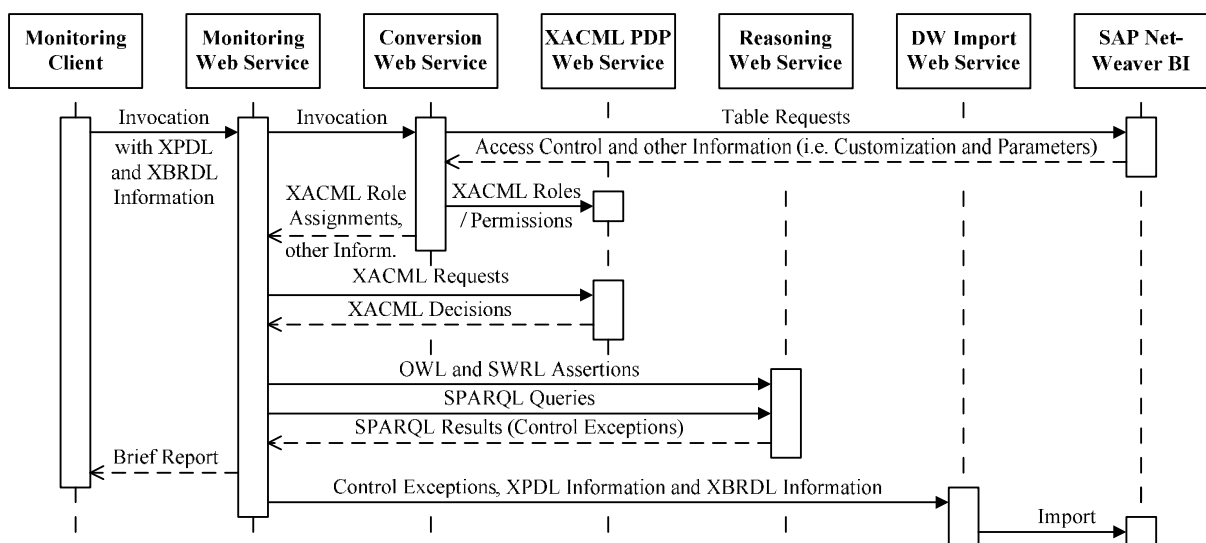 Monitoring
Client
Monitoring
Web Service
Conversion
Web Service
XACML PDP
Web Service
Reasoning
Web Service
DW Import
Web Service
SAP Net-
Weaver BI
Invocation
with XPDL
and XBRDL
Information
Invocation
Table Requests
Access Control and other Information (i.e. Customization and Parameters)
XACML Role
Assignments,
other Inform.
XACML Roles
/ Permissions
XACML Requests
XACML Decisions
OWL and SWRL Assertions
SPARQL Queries
SPARQL Results (Control Exceptions)
Brief Report
Control Exceptions, XPDL Information and XBRDL Information
Import